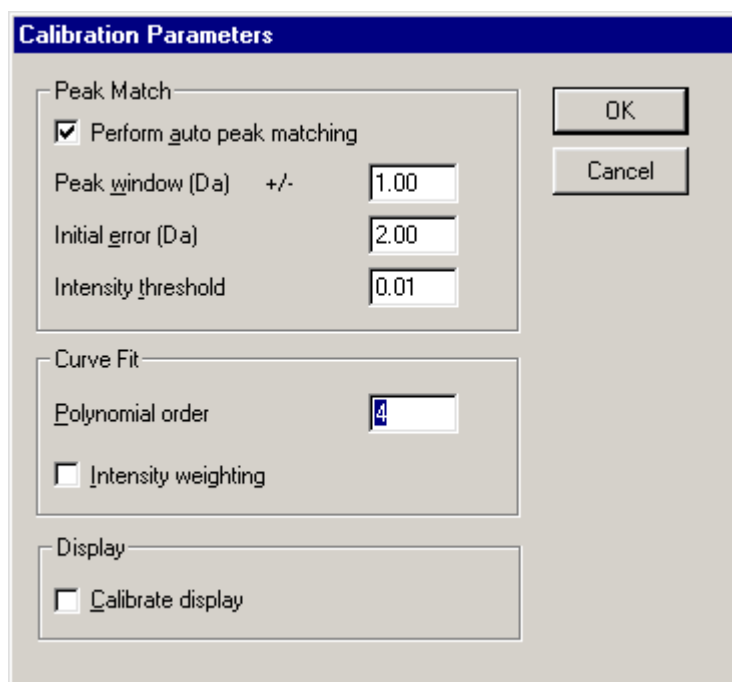 Calibration Parameters
Peak Match
Perform auto peak matching
Peak window (Da) +/- 1.00
Initial error (Da) 2.00
Intensity threshold 0.01
OK
Cancel
Curve Fit
Polynomial order 4
Intensity weighting
Display
Calibrate display